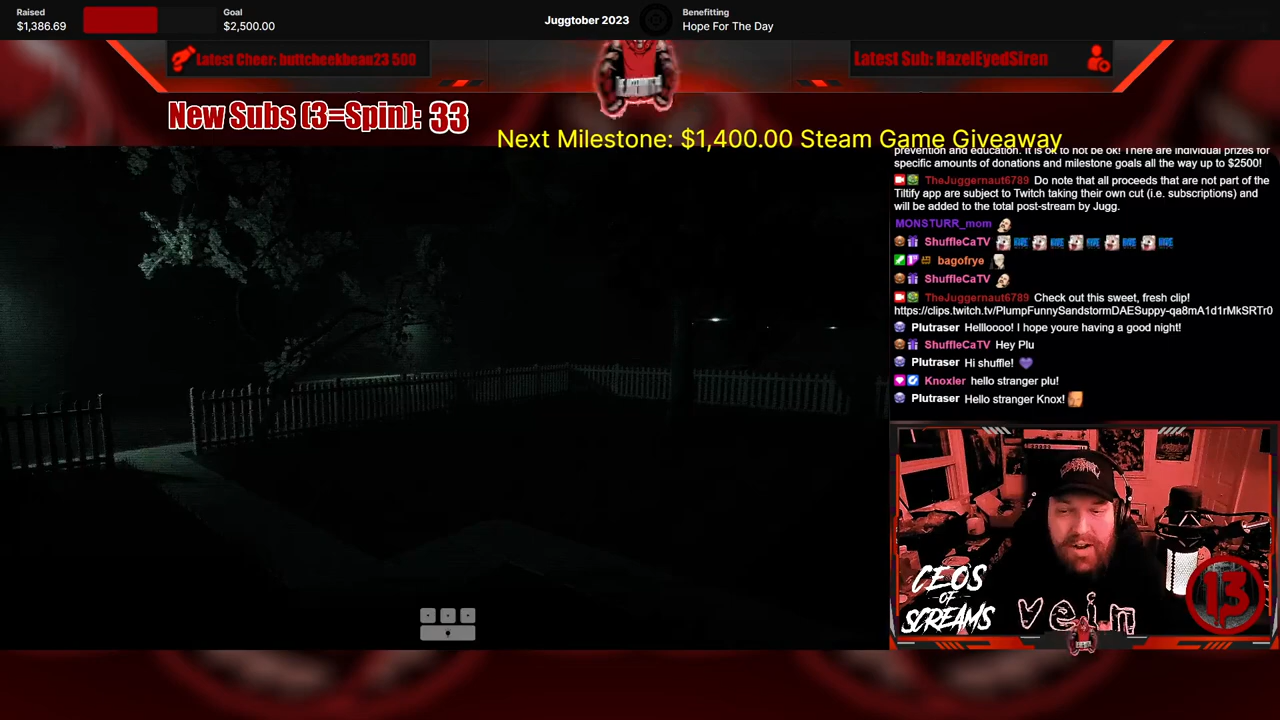 Raised
$1,386.69
Goal
$2,500.00
Juggtober 2023
Benefitting
Hope For The Day
Latest Cheer: buttcheekbean23 500
Latest Sub: HazelEyedSiren
New Subs (3=Spin): 33
Next Milestone: $1,400.00 Steam Game Giveaway
prevention and education. It is ok to not be ok! There are individual prizes for
specific amounts of donations and milestone goals all the way up to $2500!
TheJuggernaut6789 Do note that all proceeds that are not part of the
Tiltify app are subject to Twitch taking their own cut (i.e. subscriptions) and
will be added to the total post-stream by Jugg.
MONSTURR_mom
ShuffleCaTV
bagofrye
ShuffleCaTV
TheJuggernaut6789 Check out this sweet, fresh clip!
https://clips.twitch.tv/PlumpFunnySandstormDAESuppy-qa8mA1d1rMkSRTr0
Plutraser Hellloooo! I hope youre having a good night!
ShuffleCaTV Hey Plu
Plutraser Hi shuffle!
Knoxler hello stranger plu!
Plutraser Hello stranger Knox!
CEOS
OF
SCREAMS
vein
13